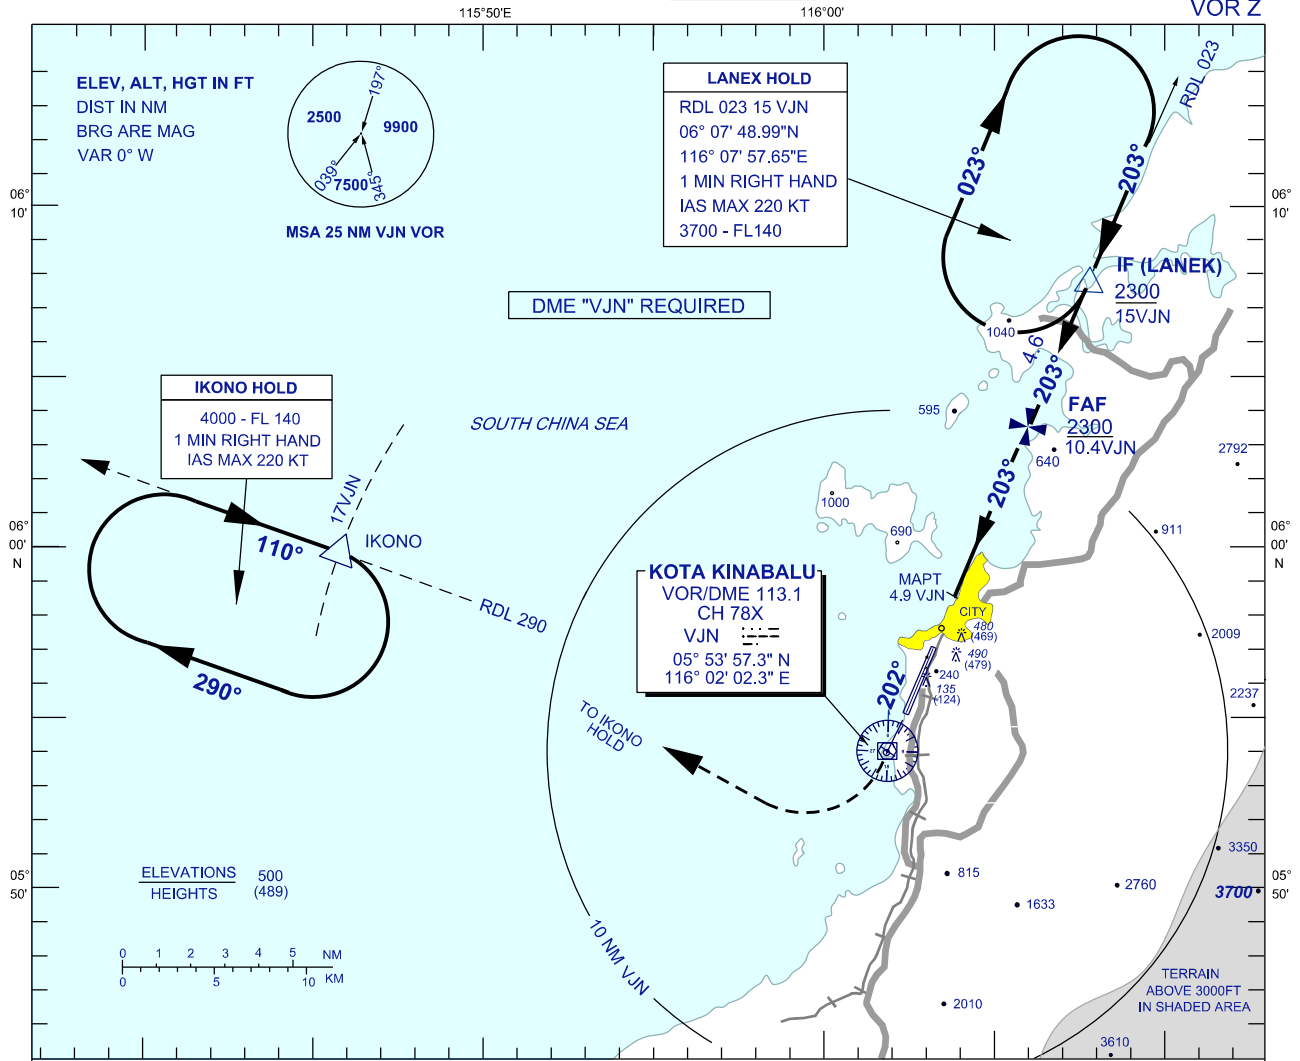 115°50'E
116°00'
VOR Z
ELEV, ALT, HGT IN FT
DIST IN NM
BRG ARE MAG
VAR 0° W
2500
197°
9900
039°
7500
345°
MSA 25 NM VJN VOR
LANEX HOLD
RDL 023 15 VJN
06° 07' 48.99"N
116° 07' 57.65"E
1 MIN RIGHT HAND
IAS MAX 220 KT
3700 - FL140
RDL 023
023°
203°
06°
10'
06°
10'
IF (LANEK)
2300
15VJN
DME "VJN" REQUIRED
1040
4.6
203°
IKONO HOLD
4000 - FL 140
1 MIN RIGHT HAND
IAS MAX 220 KT
SOUTH CHINA SEA
595
FAF
2300
10.4VJN
640
2792
203°
17VJN
1000
690
911
06°
00'
N
06°
00'
N
110°
IKONO
RDL 290
290°
KOTA KINABALU
VOR/DME 113.1
CH 78X
VJN
05° 53' 57.3" N
116° 02' 02.3" E
MAPT
4.9 VJN
CITY
480
(469)
490
(479)
240
135
(124)
2009
2237
202°
TO IKONO
HOLD
27
18
ELEVATIONS
HEIGHTS
500
(489)
05°
50'
05°
50'
815
1633
2760
3350
3700
10 NM VJN
0 1 2 3 4 5 NM
0 5 10 KM
2010
TERRAIN
ABOVE 3000FT
IN SHADED AREA
3610